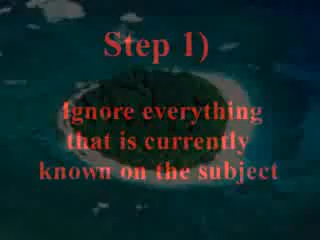 Step 1)
Ignore everything
that is currently
known on the subject